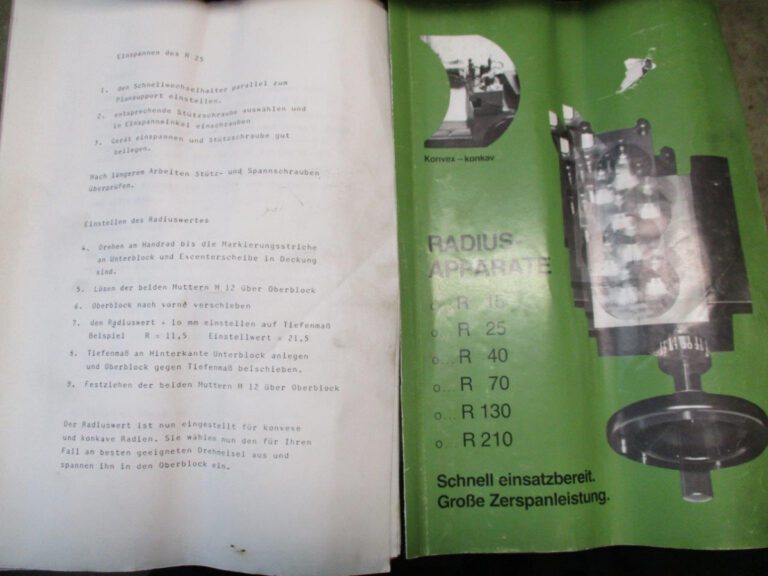 Einspannen des R 25
1. den Schnellwechselhalter parallel zum
Plansupport einstellen.
2. entsprechende Stützschraube auswählen und
in Einspannwinkel einschrauben
3. Gerät einspannen und Stützschraube gut
beilegen.
Nach längerem Arbeiten Stütz- und Spannschrauben
überprüfen.
Einstellen des Radiuswertes
4. Drehen am Handrad bis die Markierungsstriche
an Unterblock und Excenterscheibe in Deckung
sind.
5. Lösen der beiden Muttern M 12 über Oberblock
6. Oberblock nach vorne verschieben
7. den Radiuswert + 10 mm einstellen auf Tiefenmaß
Beispiel R = 11,5 Einstellwert = 21,5
8. Tiefenmaß an Hinterkante Unterblock anlegen
und Oberblock gegen Tiefenmaß beischieben.
9. Festziehen der beiden Muttern M 12 über Oberblock
Der Radiuswert ist nun eingestellt für konvexe
und konkave Radien. Sie wählen nun den für Ihren
Fall am besten geeigneten Drehmeisel aus und
spannen ihn in den Oberblock ein.
Konvex – konkav
RADIUS-
APPARATE
o... R 15
o... R 25
o... R 40
o... R 70
o... R 130
o... R 210
Schnell einsatzbereit.
Große Zerspanleistung.